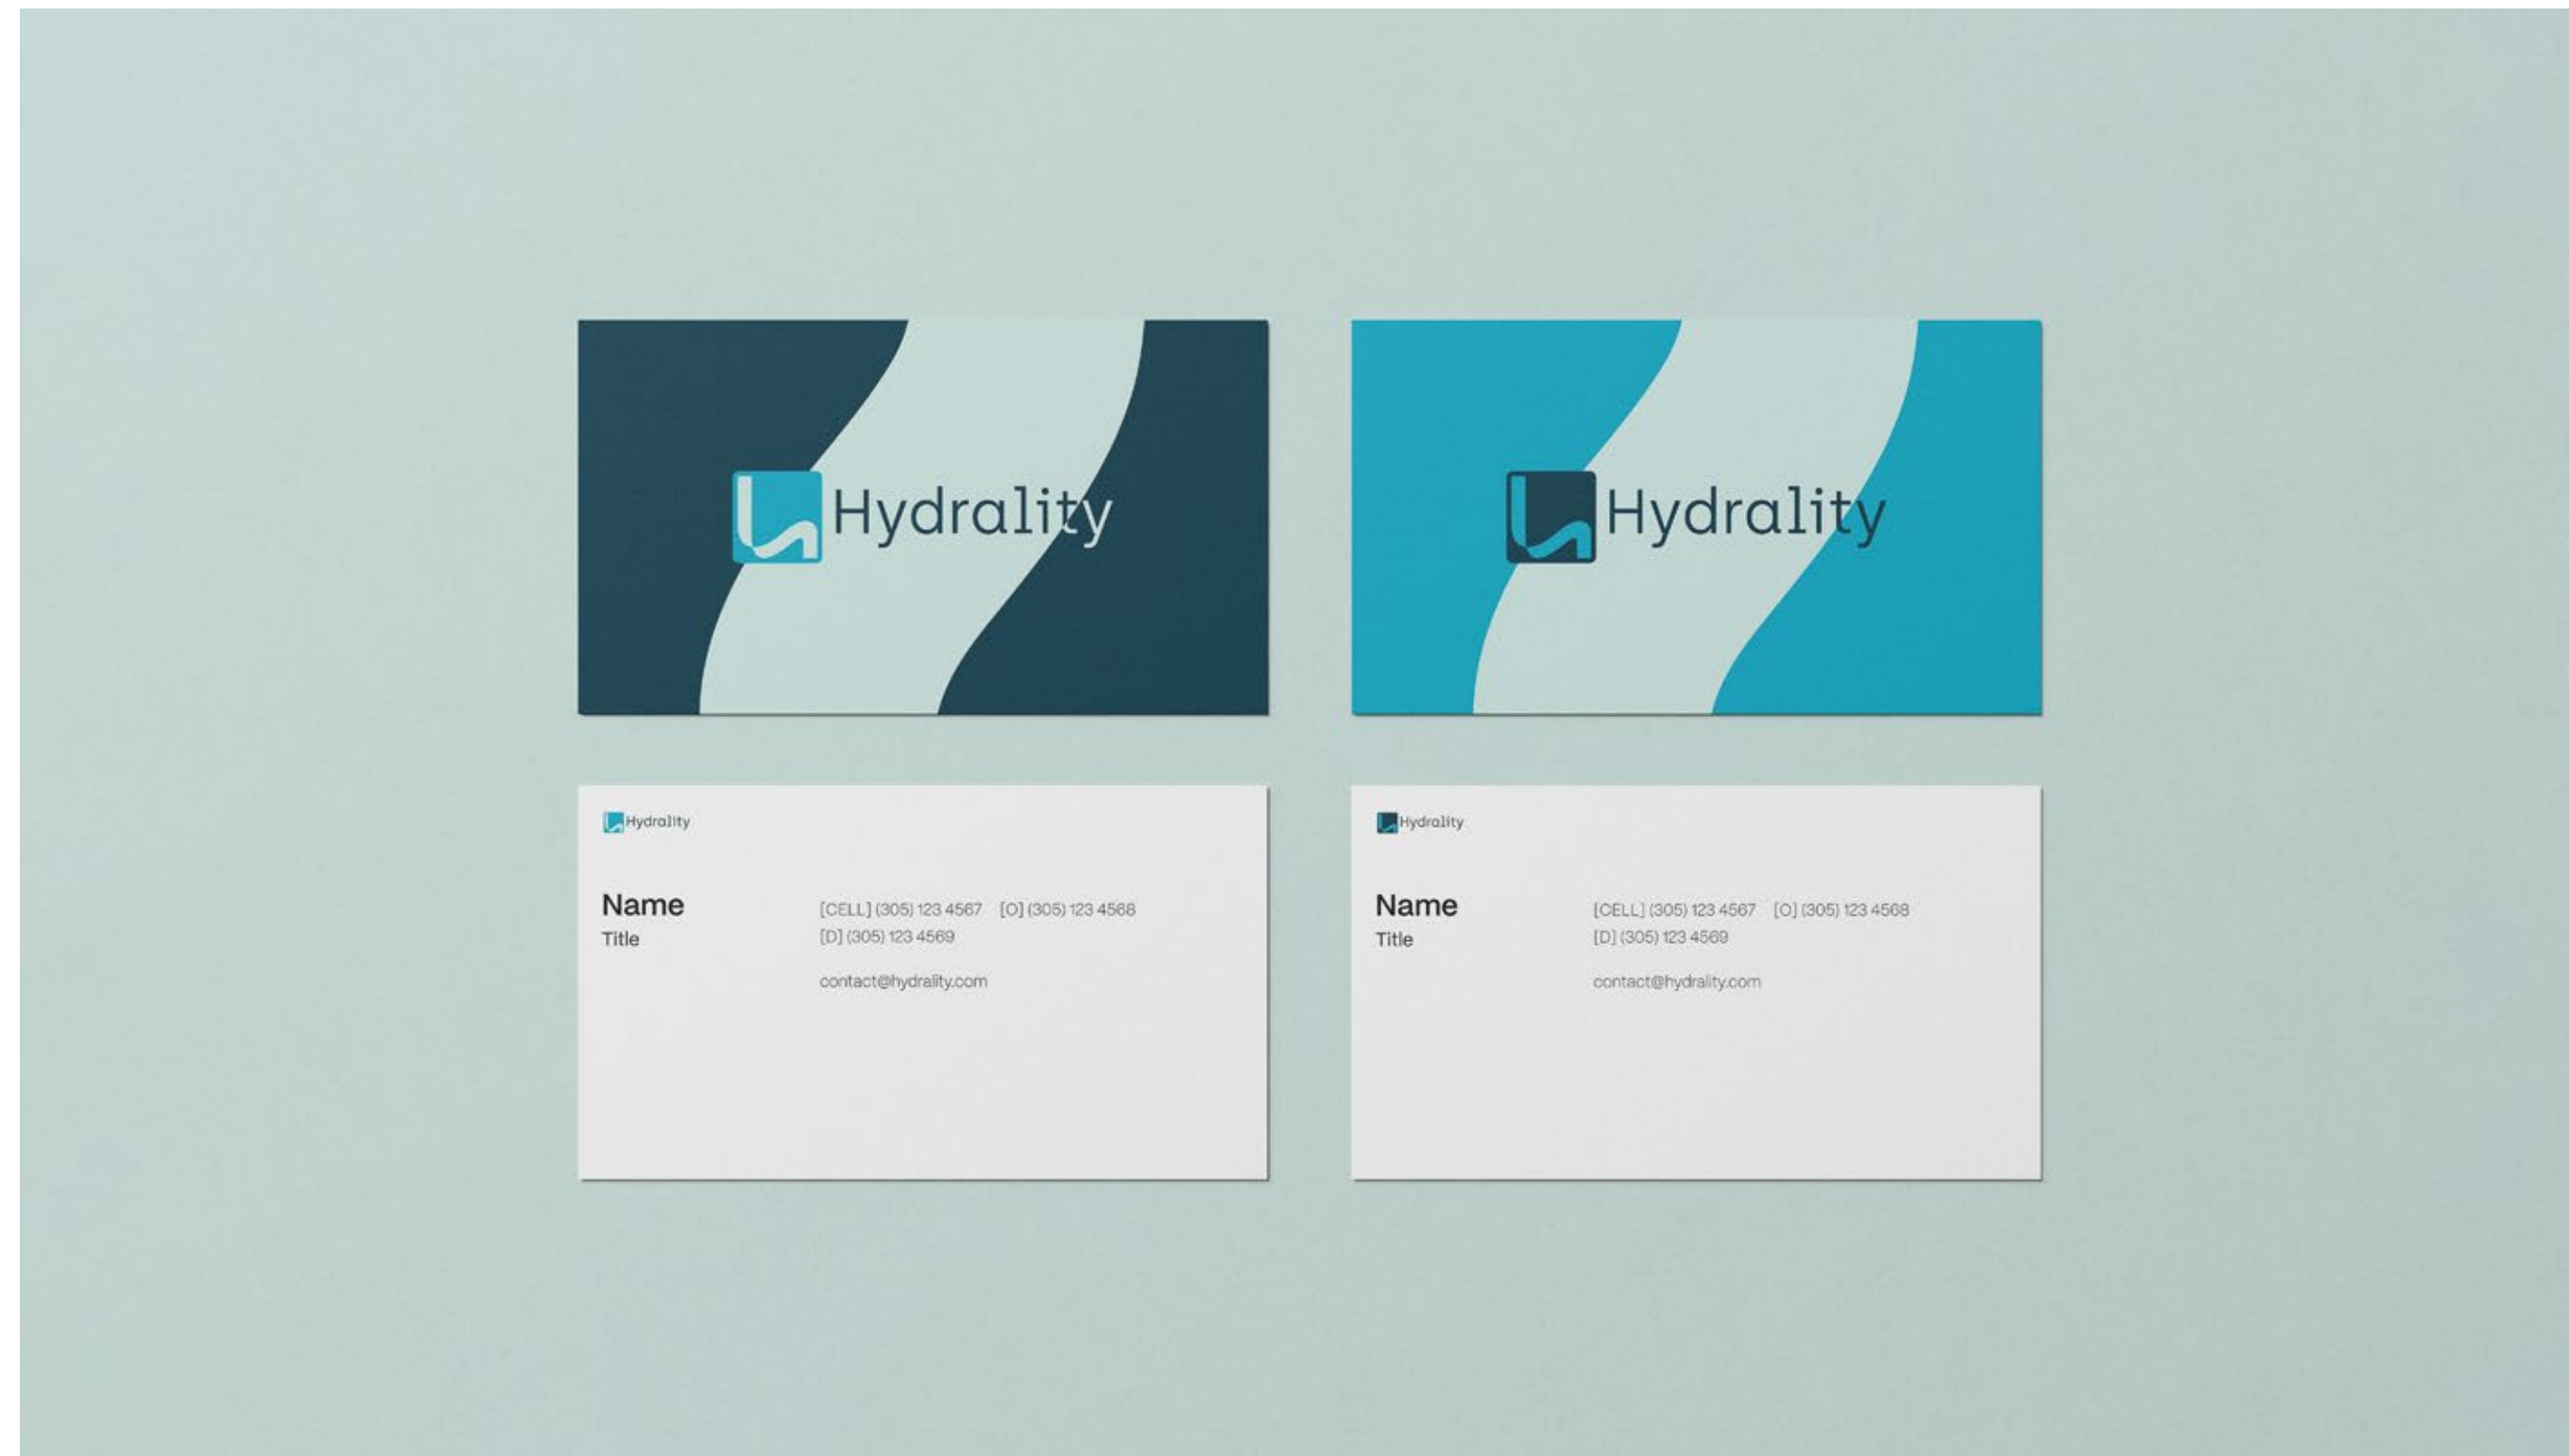 Hydrality
Hydrality
Hydrality
Name
Title
[CELL] (305) 123 4567 [O] (305) 123 4568
[D] (305) 123 4569
contact@hydrality.com
Hydrality
Name
Title
[CELL] (305) 123 4567 [O] (305) 123 4568
[D] (305) 123 4569
contact@hydrality.com